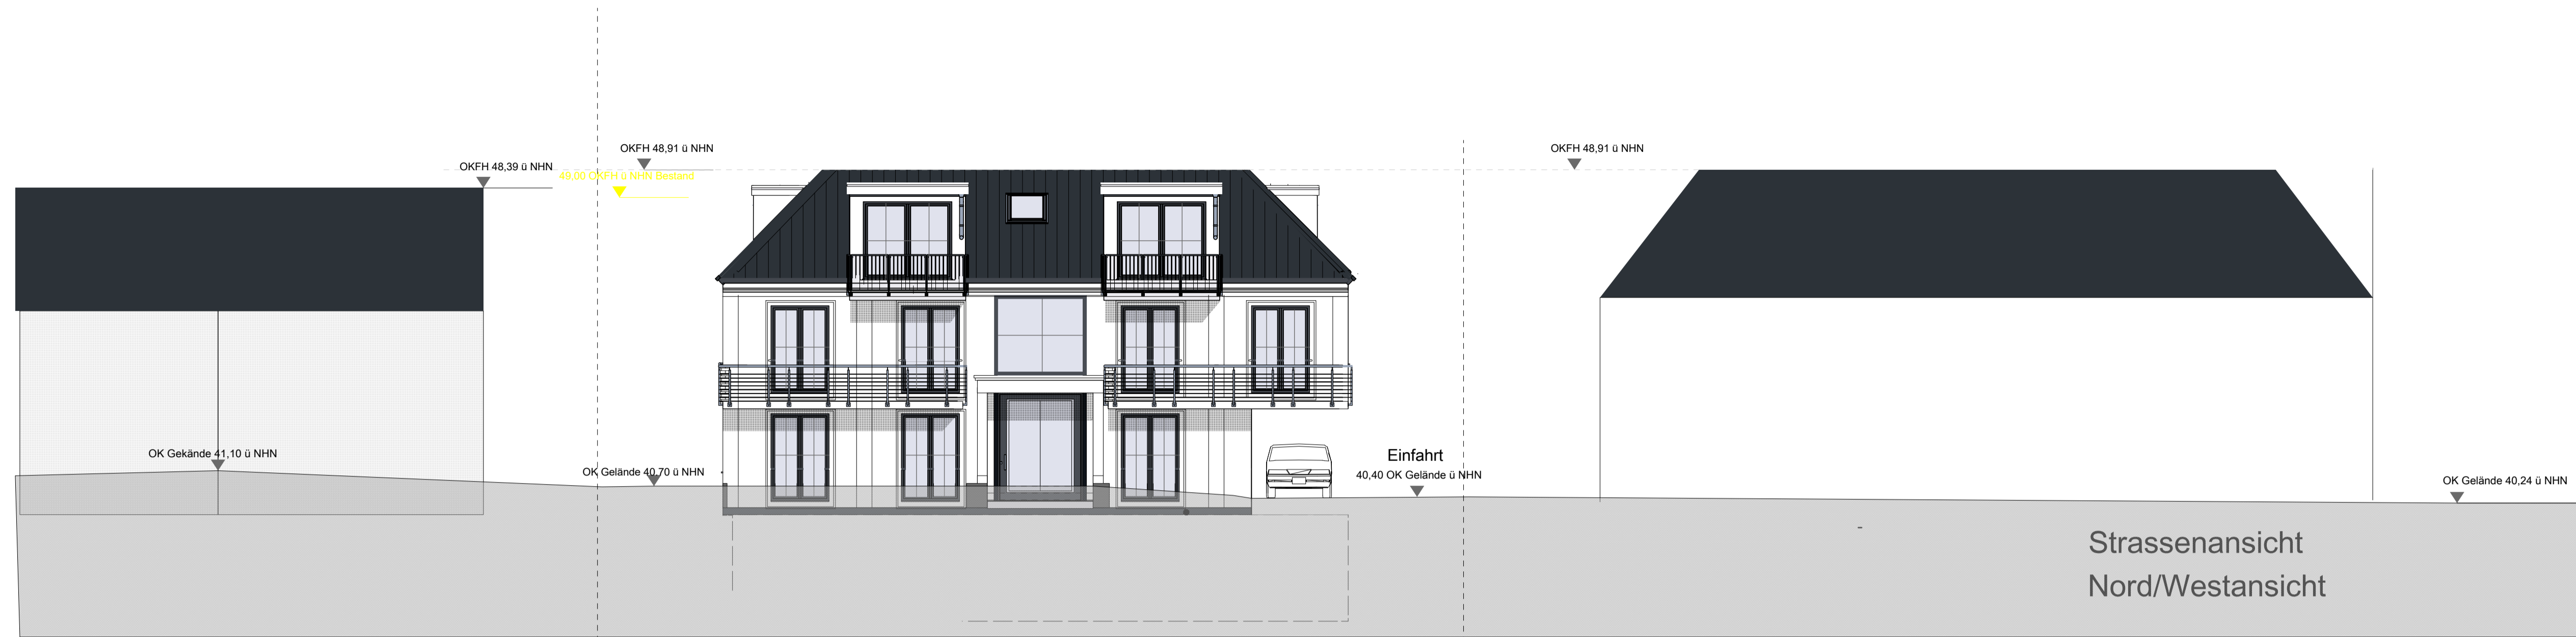 OKFH 48,91 ü NHN
OKFH 48,91 ü NHN
OKFH 48,39 ü NHN
49,00 OKFH ü NHN Bestand
OK Gekände 41,10 ü NHN
Einfahrt
OK Gelände 40,70 ü NHN
40,40 OK Gelände ü NHN
OK Gelände 40,24 ü NHN
Strassenansicht
Nord/Westansicht